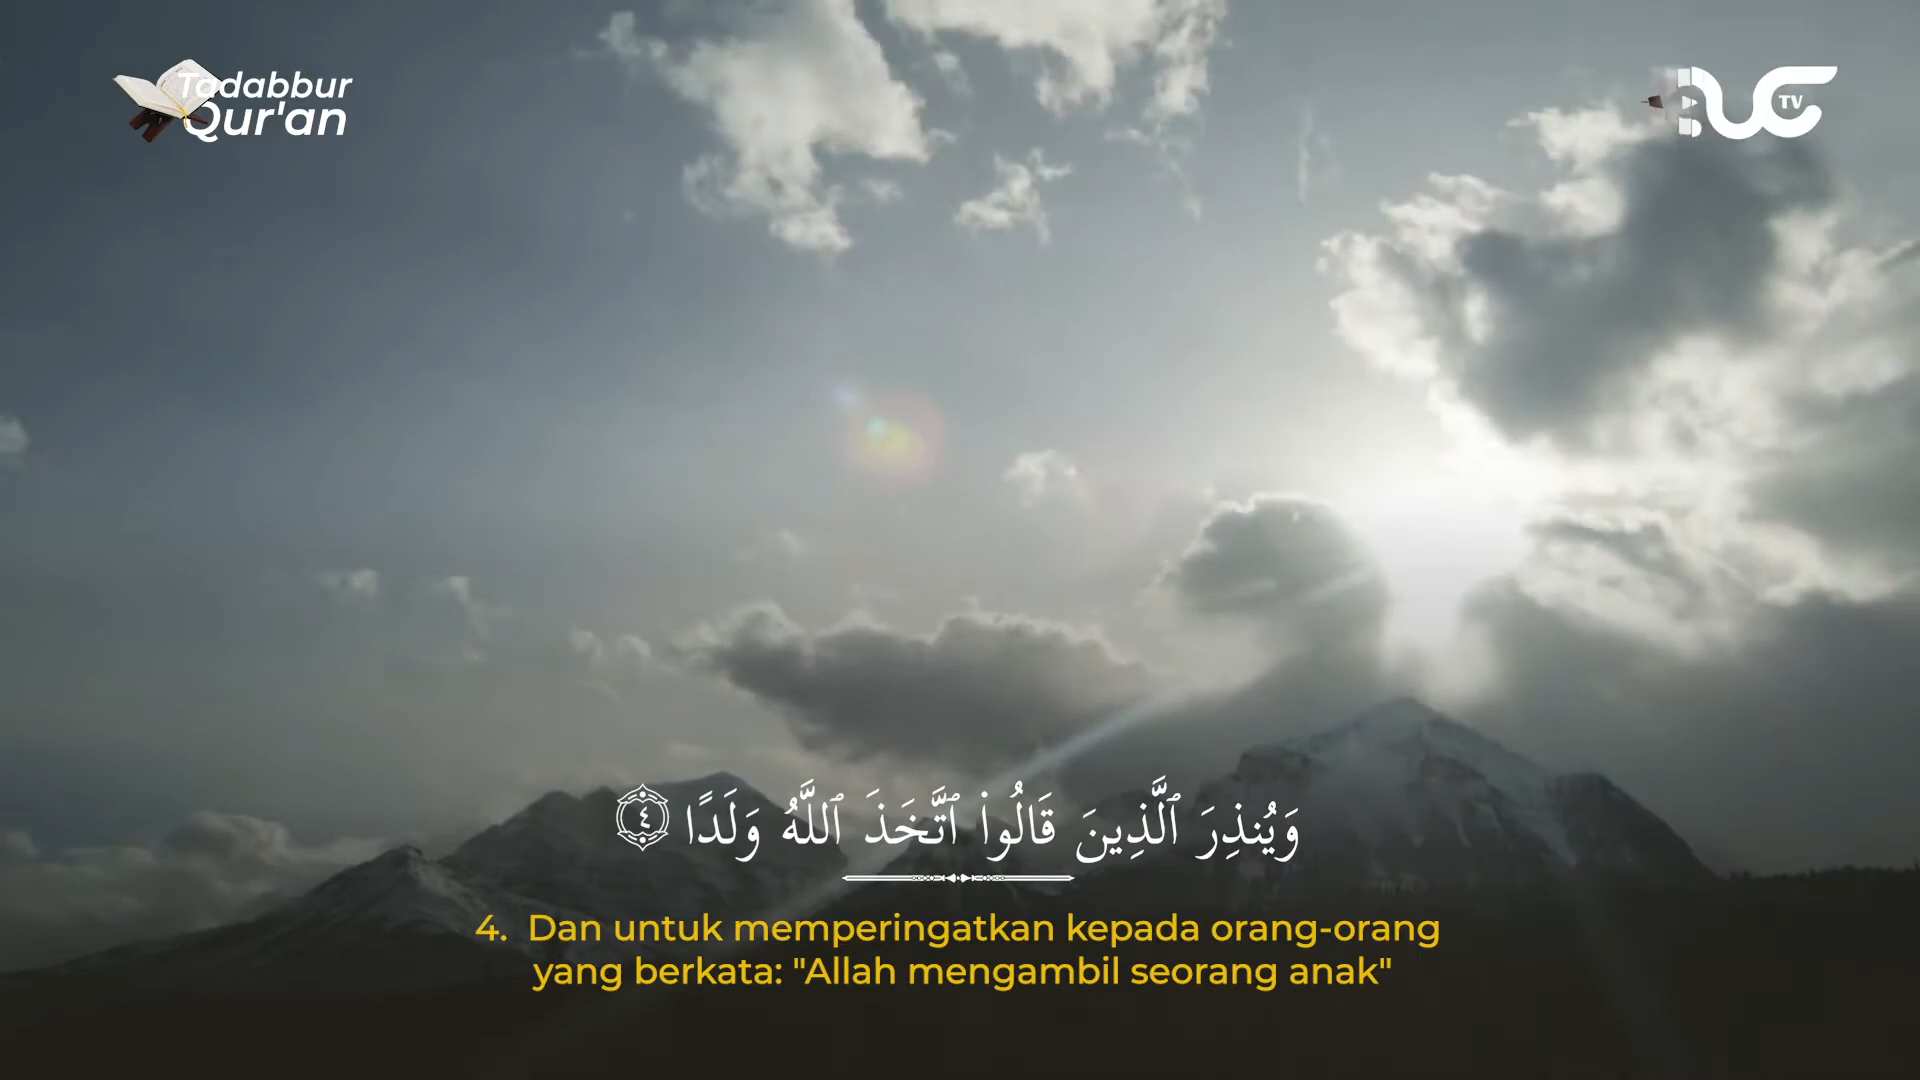 Tadabbur
Qur'an
TV
وَيُنذِرَ ٱلَّذِينَ قَالُوا۟ ٱتَّخَذَ ٱللَّهُ وَلَدًا ٤
4. Dan untuk memperingatkan kepada orang-orang
yang berkata: "Allah mengambil seorang anak"